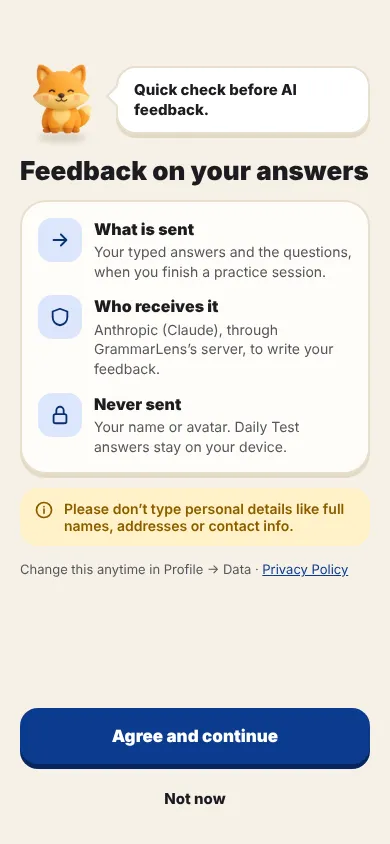 Quick check before AI
feedback.
Feedback on your answers
What is sent
Your typed answers and the questions,
when you finish a practice session.
Who receives it
Anthropic (Claude), through
GrammarLens’s server, to write your
feedback.
Never sent
Your name or avatar. Daily Test
answers stay on your device.
Please don’t type personal details like full
names, addresses or contact info.
Change this anytime in Profile → Data · Privacy Policy
Agree and continue
Not now